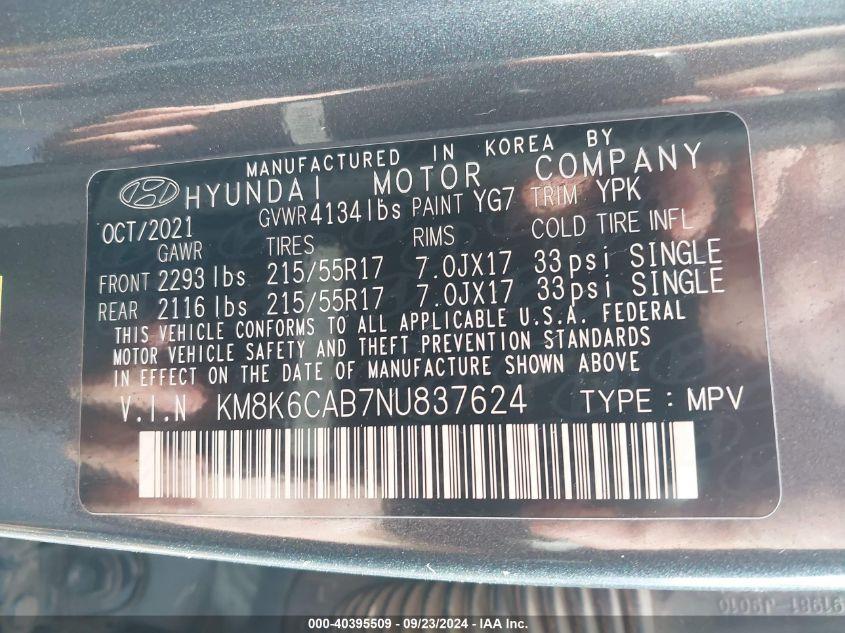 MANUFACTURED IN KOREA BY
HYUNDAI MOTOR COMPANY
OCT/2021 GVWR 4134 lbs PAINT YG7 TRIM YPK
GAWR TIRES RIMS COLD TIRE INFL
FRONT 2293 lbs 215/55R17 7.0JX17 33psi SINGLE
REAR 2116 lbs 215/55R17 7.0JX17 33psi SINGLE
THIS VEHICLE CONFORMS TO ALL APPLICABLE U.S.A. FEDERAL
MOTOR VEHICLE SAFETY AND THEFT PREVENTION STANDARDS
IN EFFECT ON THE DATE OF MANUFACTURE SHOWN ABOVE
V.I.N KM8K6CAB7NU837624 TYPE : MPV
000-40395509 - 09/23/2024 - IAA Inc.